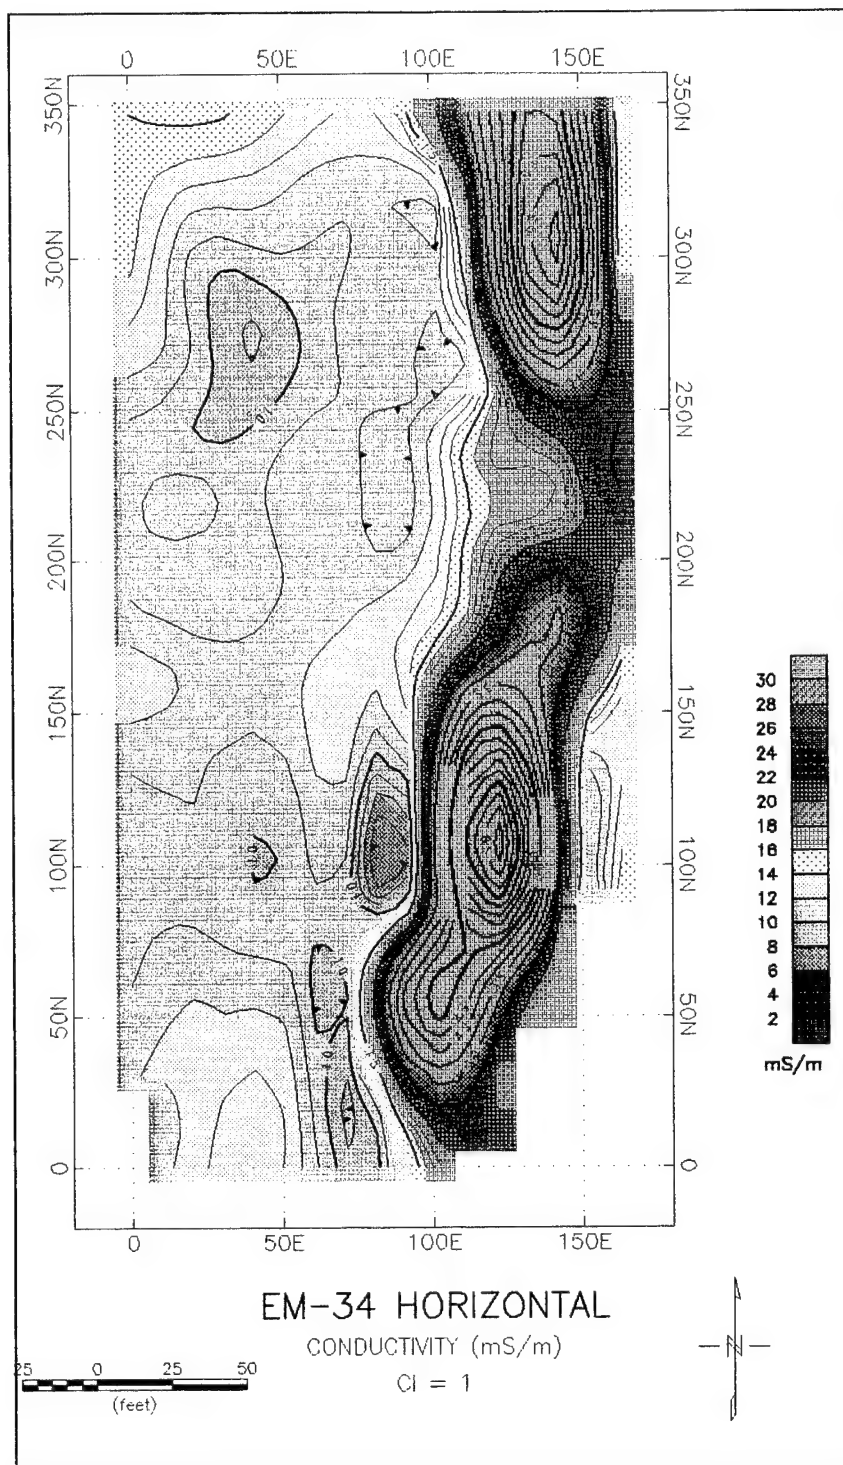 0 50E 100E 150E
350N 350N
300N 300N
250N 250N
200N 200N
150N 150N
100N 100N
50N 50N
0 0
0 50E 100E 150E
30
28
26
24
22
20
18
16
14
12
10
8
6
4
2
mS/m
EM-34 HORIZONTAL
CONDUCTIVITY (mS/m)
CI = 1
25 0 25 50
(feet)
N